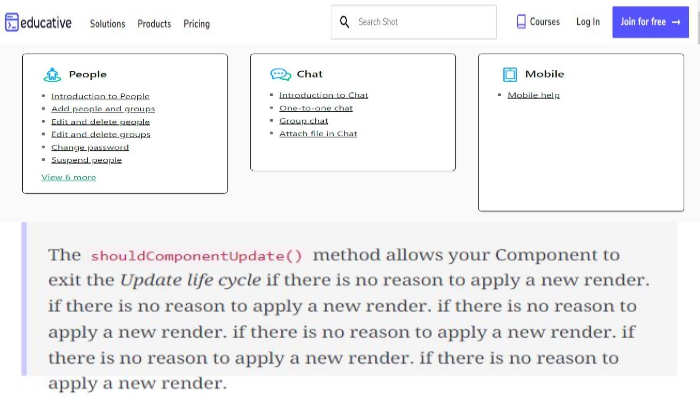 educative Solutions Products Pricing Search Shot Courses Log In Join for free →
People
Introduction to People
Add people and groups
Edit and delete people
Edit and delete groups
Change password
Suspend people
View 6 more
Chat
Introduction to Chat
One-to-one chat
Group chat
Attach file in Chat
Mobile
Mobile help
The shouldComponentUpdate() method allows your Component to
exit the Update life cycle if there is no reason to apply a new render.
if there is no reason to apply a new render. if there is no reason to
apply a new render. if there is no reason to apply a new render. if
there is no reason to apply a new render. if there is no reason to
apply a new render.